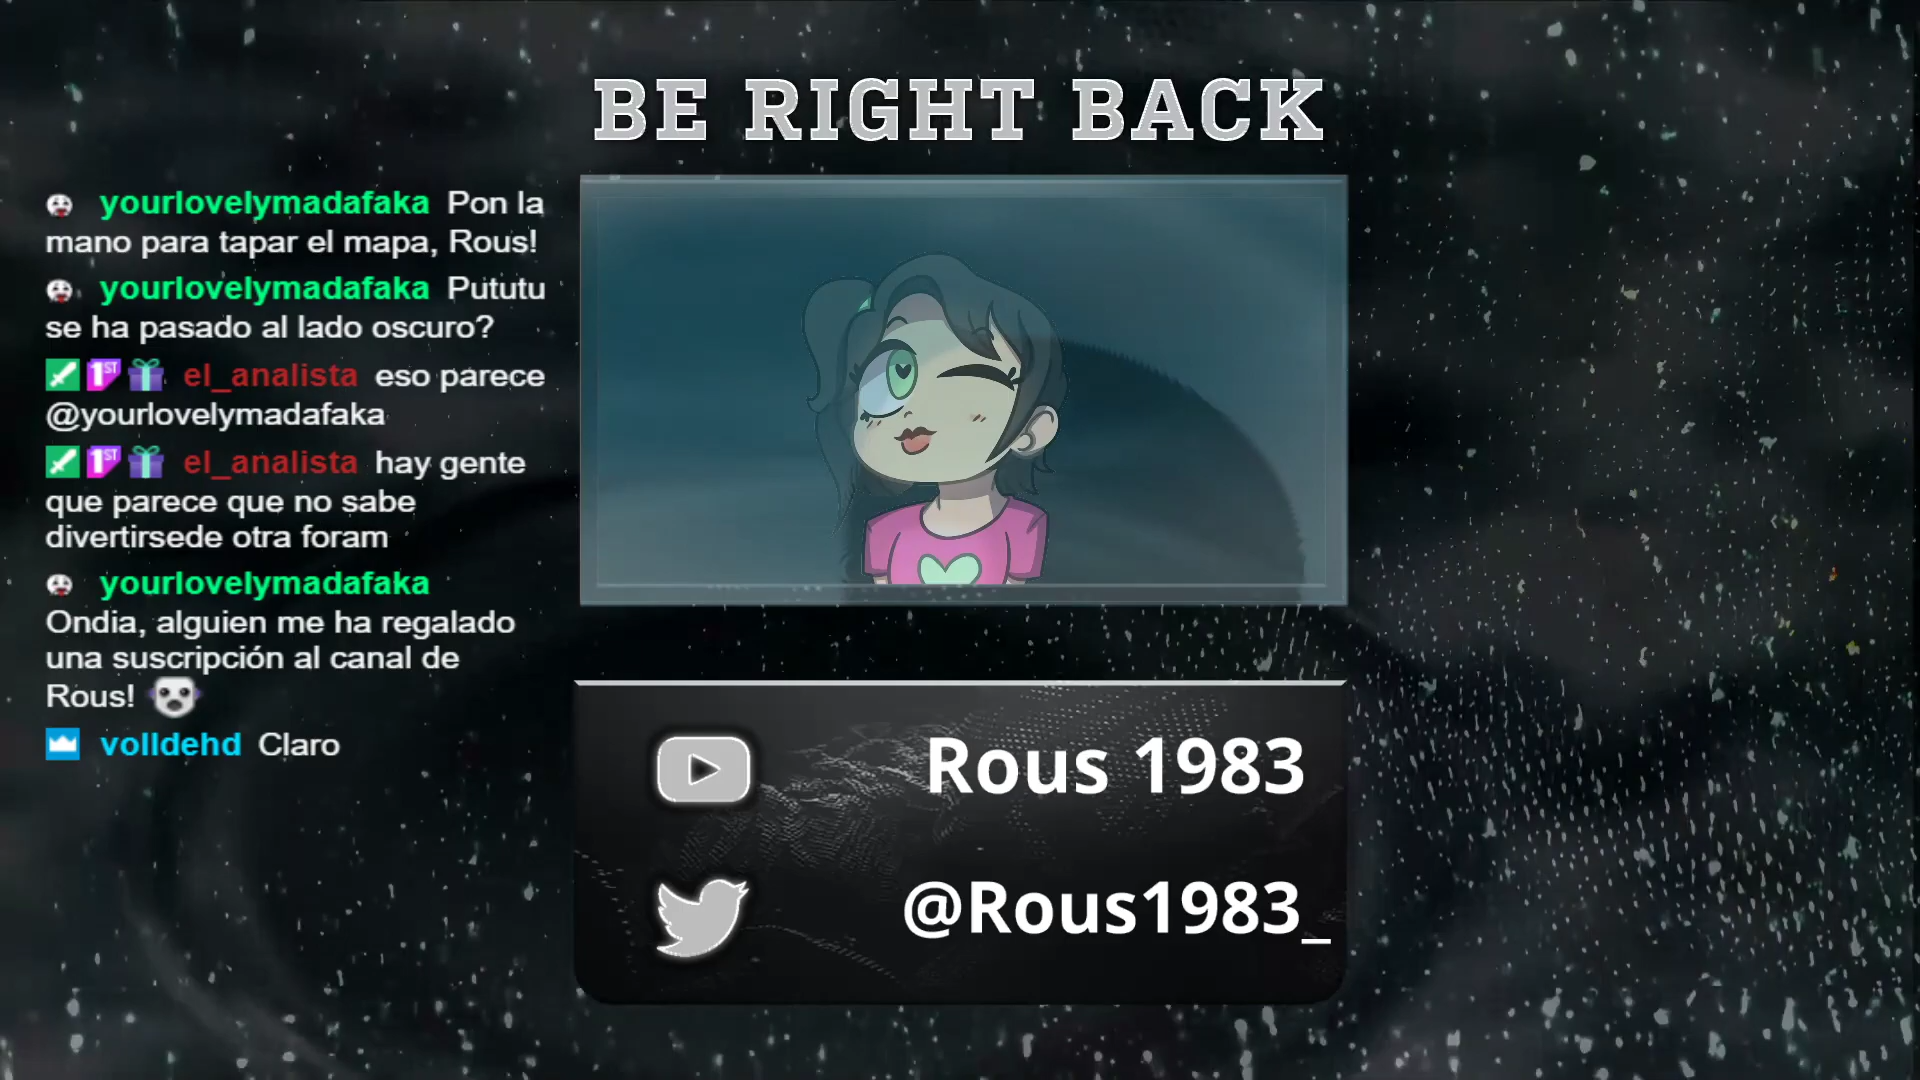 BE RIGHT BACK
yourlovelymadafaka Pon la
mano para tapar el mapa, Rous!
yourlovelymadafaka Pututu
se ha pasado al lado oscuro?
1ST el_analista eso parece
@yourlovelymadafaka
1ST el_analista hay gente
que parece que no sabe
divertirsede otra foram
yourlovelymadafaka
Ondia, alguien me ha regalado
una suscripción al canal de
Rous!
volldehd Claro
Rous 1983
@Rous1983_